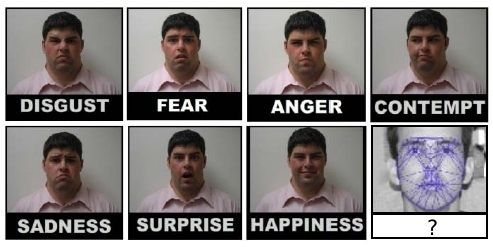 DISGUST
FEAR
ANGER
CONTEMPT
SADNESS
SURPRISE
HAPPINESS
?